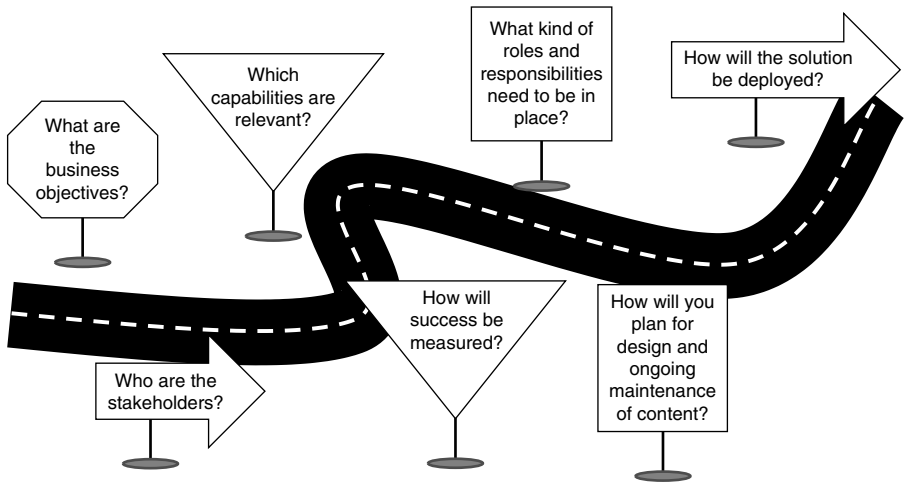 What are
the
business
objectives?
Who are the
stakeholders?
Which
capabilities are
relevant?
How will
success be
measured?
What kind of
roles and
responsibilities
need to be in
place?
How will you
plan for
design and
ongoing
maintenance
of content?
How will the solution
be deployed?